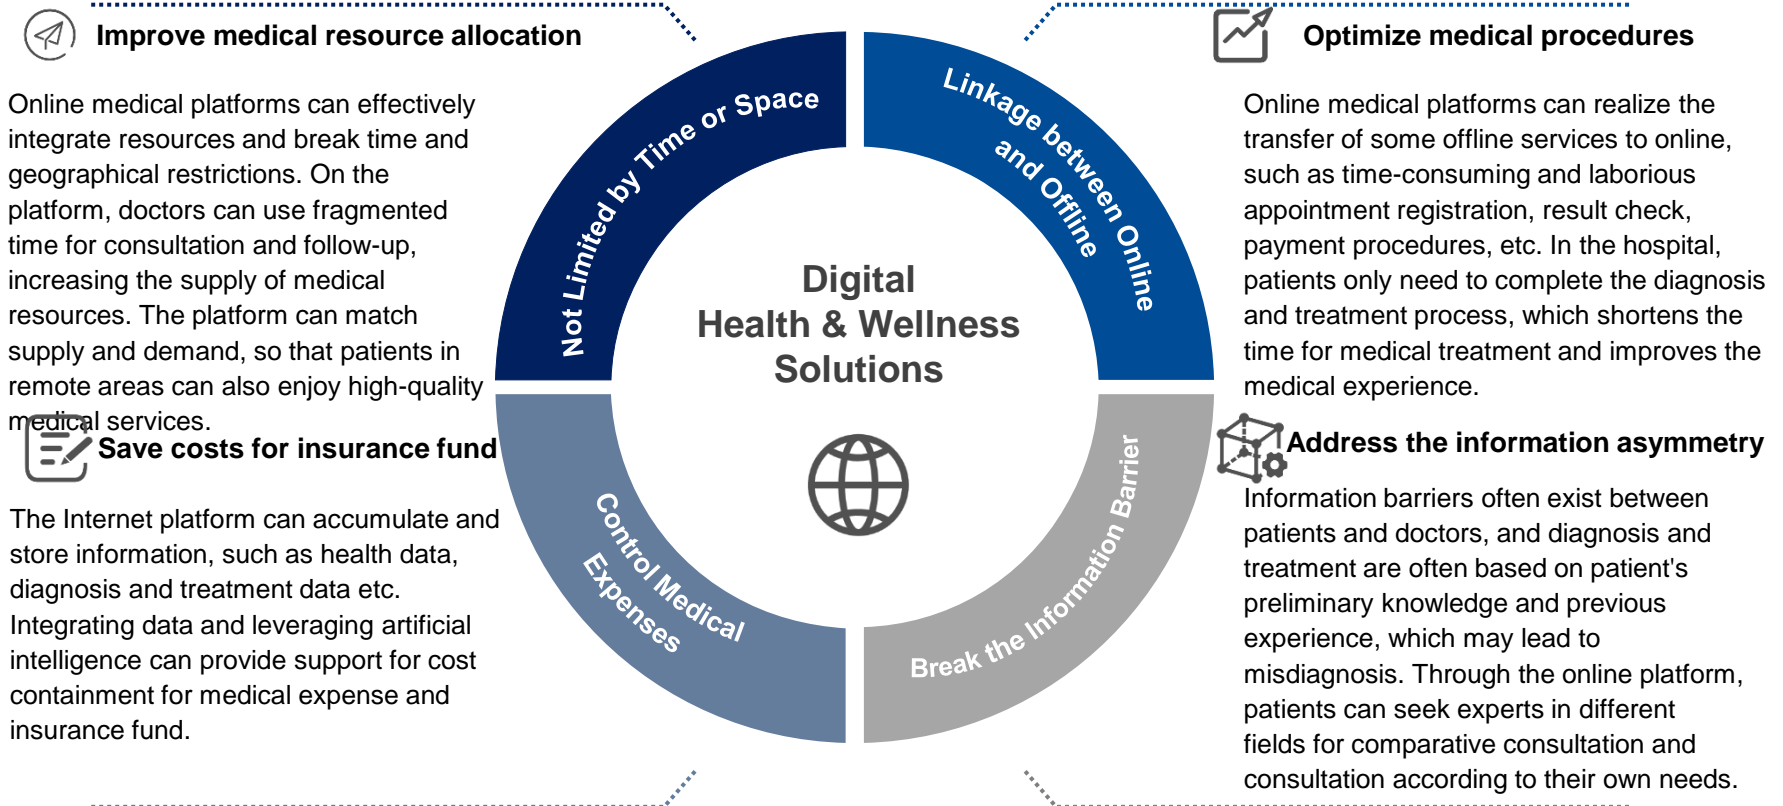 Improve medical resource allocation
Online medical platforms can effectively
integrate resources and break time and
geographical restrictions. On the
platform, doctors can use fragmented
time for consultation and follow-up,
increasing the supply of medical
resources. The platform can match
supply and demand, so that patients in
remote areas can also enjoy high-quality
medical services.
Save costs for insurance fund
The Internet platform can accumulate and
store information, such as health data,
diagnosis and treatment data etc.
Integrating data and leveraging artificial
intelligence can provide support for cost
containment for medical expense and
insurance fund.
Not Limited by Time or Space
Linkage between Online
and Offline
Digital
Health & Wellness
Solutions
Control Medical
Expenses
Break the Information Barrier
Optimize medical procedures
Online medical platforms can realize the
transfer of some offline services to online,
such as time-consuming and laborious
appointment registration, result check,
payment procedures, etc. In the hospital,
patients only need to complete the diagnosis
and treatment process, which shortens the
time for medical treatment and improves the
medical experience.
Address the information asymmetry
Information barriers often exist between
patients and doctors, and diagnosis and
treatment are often based on patient's
preliminary knowledge and previous
experience, which may lead to
misdiagnosis. Through the online platform,
patients can seek experts in different
fields for comparative consultation and
consultation according to their own needs.